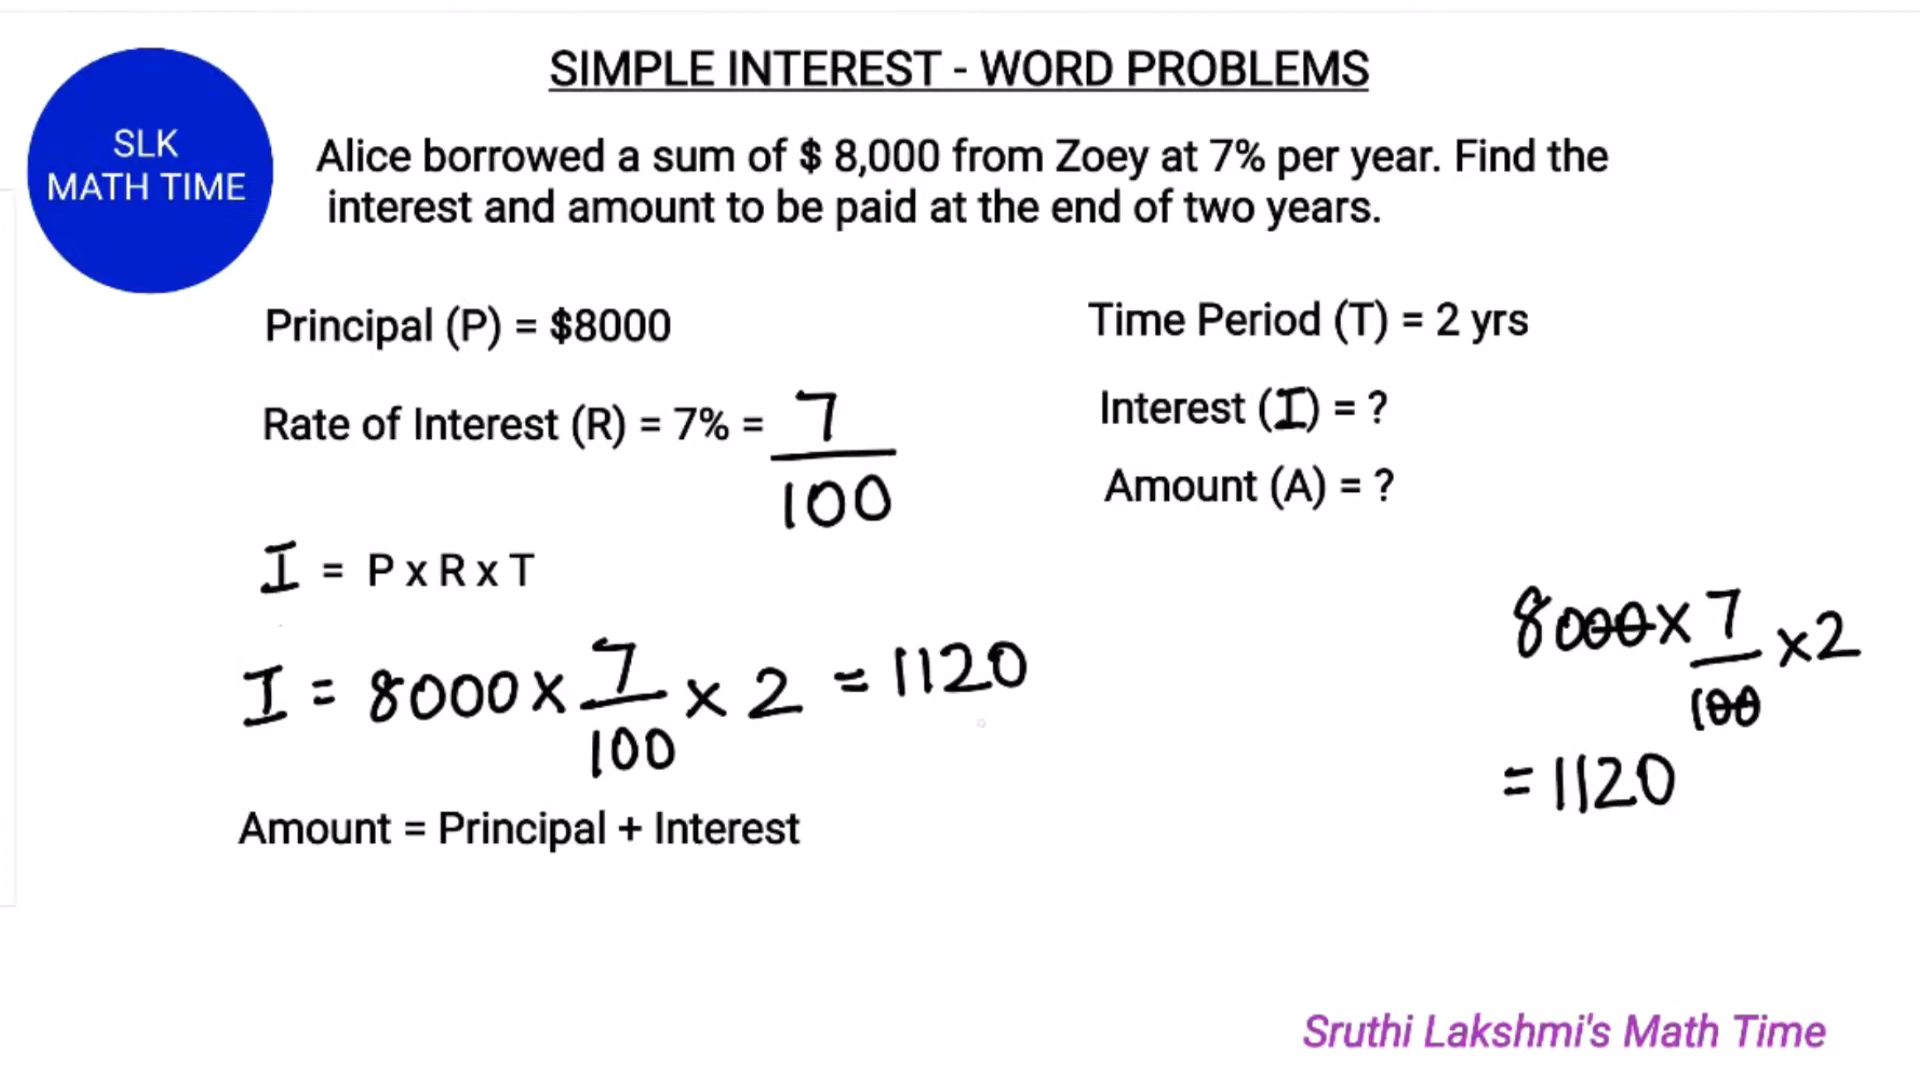 SIMPLE INTEREST - WORD PROBLEMS
SLK
MATH TIME
Alice borrowed a sum of $ 8,000 from Zoey at 7% per year. Find the
interest and amount to be paid at the end of two years.
Principal (P) = $8000
Time Period (T) = 2 yrs
Rate of Interest (R) = 7% = 7/100
Interest (I) = ?
Amount (A) = ?
I = P x R x T
I = 8000 x 7/100 x 2 = 1120
8000 x 7/100 x 2
= 1120
Amount = Principal + Interest
Sruthi Lakshmi's Math Time